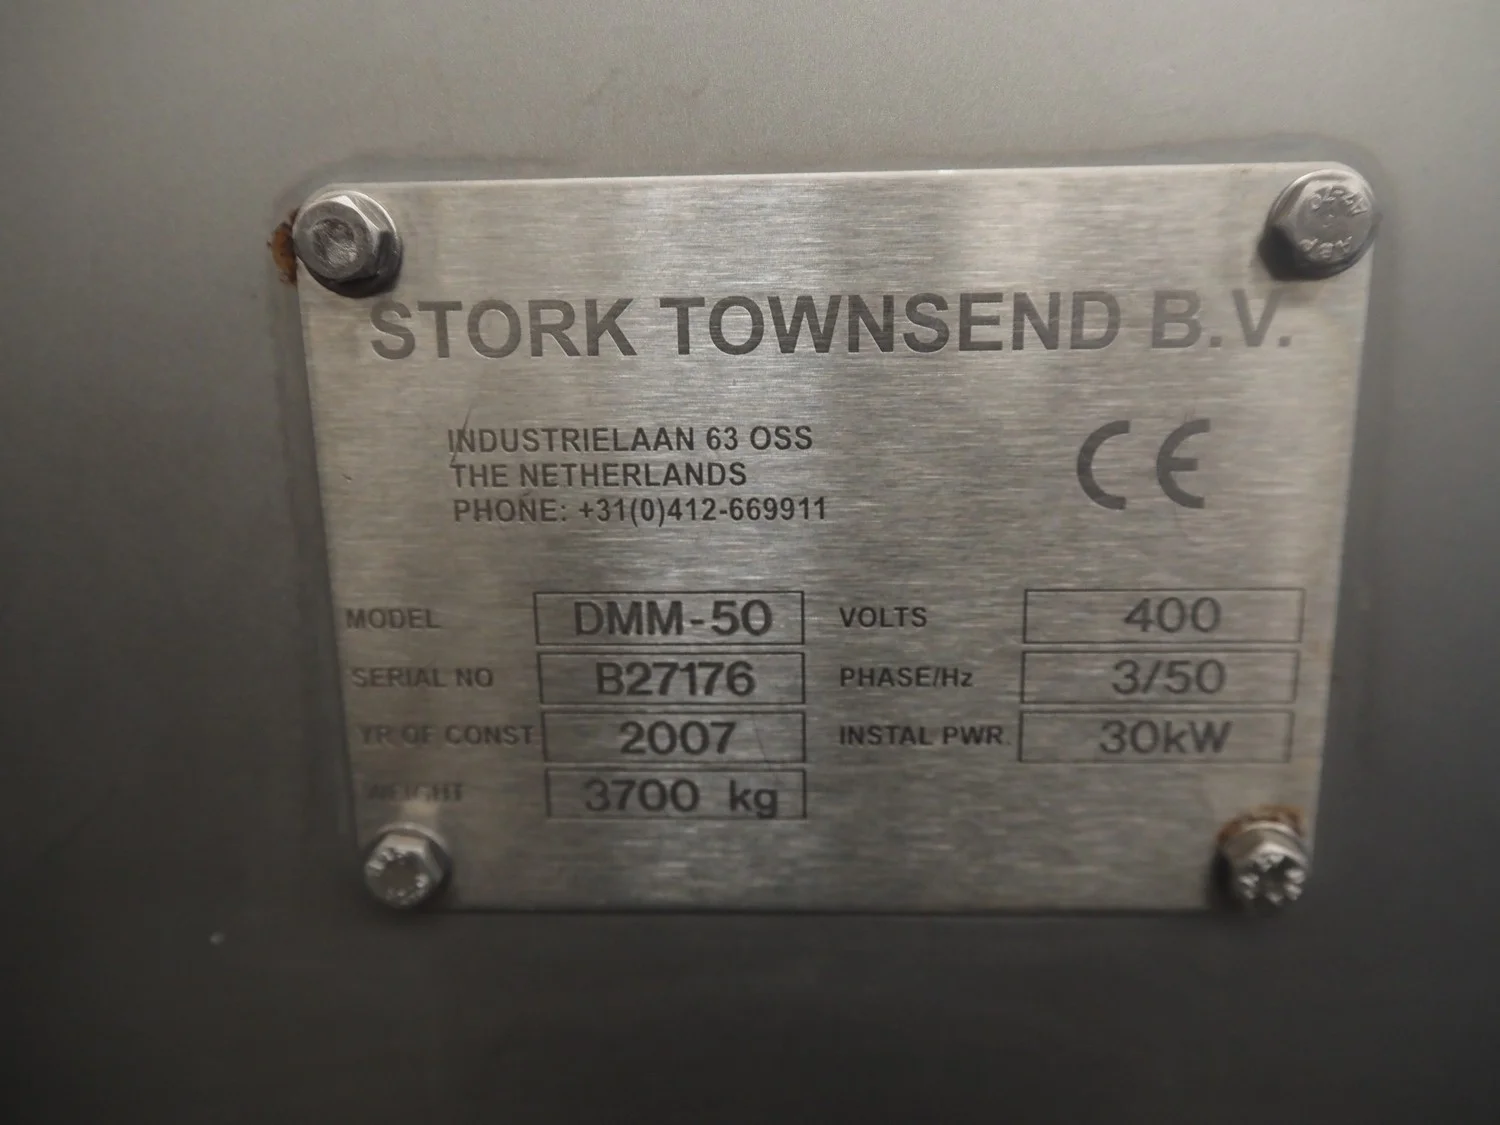 STORK TOWNSEND B.V.
INDUSTRIELAAN 63 OSS
THE NETHERLANDS
PHONE: +31(0)412-669911
CE
MODEL DMM-50 VOLTS 400
SERIAL NO B27176 PHASE/Hz 3/50
YR OF CONST 2007 INSTAL PWR. 30kW
WEIGHT 3700 kg